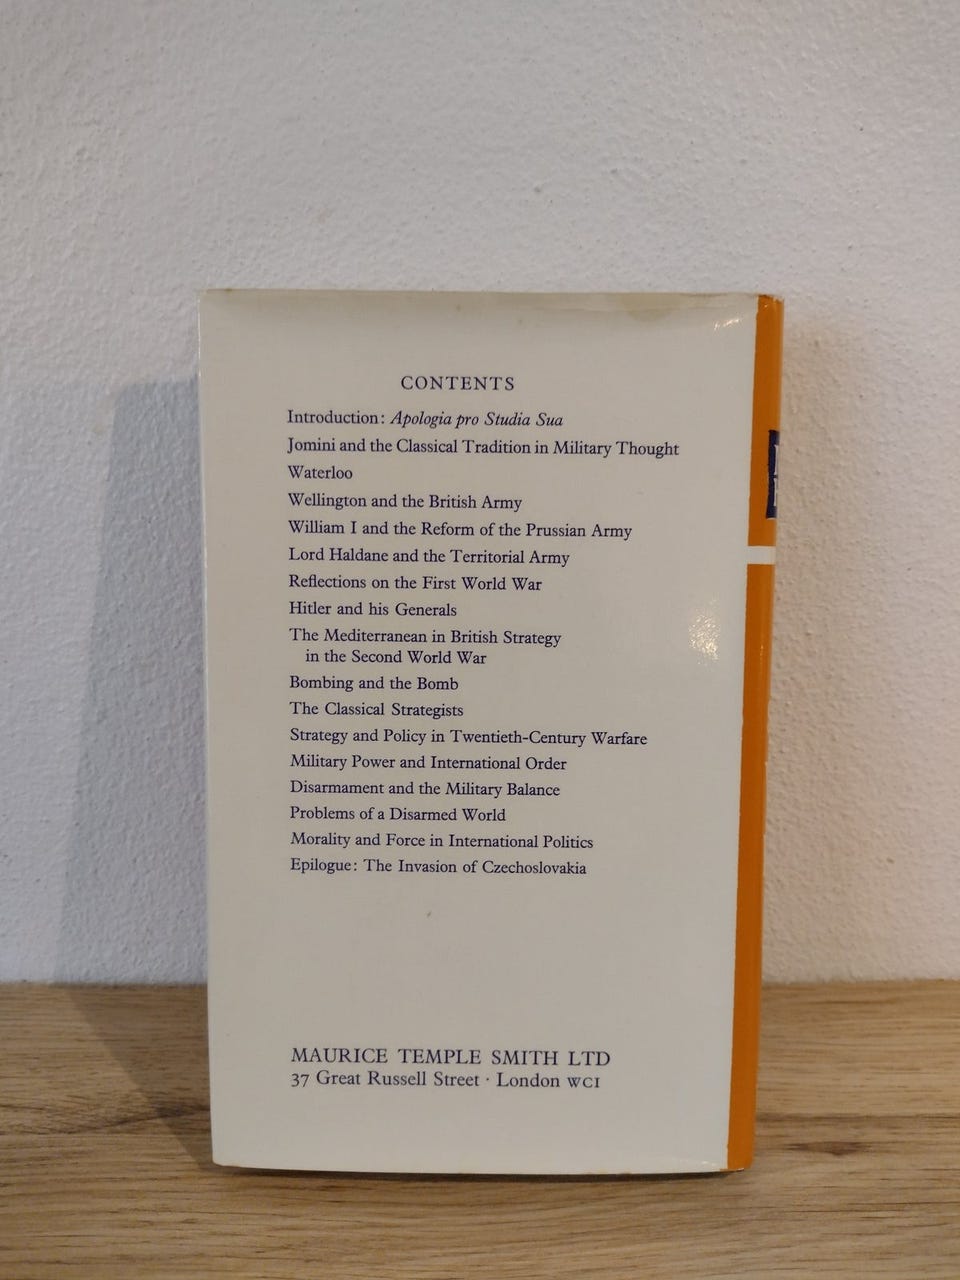 CONTENTS
Introduction: Apologia pro Studia Sua
Jomini and the Classical Tradition in Military Thought
Waterloo
Wellington and the British Army
William I and the Reform of the Prussian Army
Lord Haldane and the Territorial Army
Reflections on the First World War
Hitler and his Generals
The Mediterranean in British Strategy
in the Second World War
Bombing and the Bomb
The Classical Strategists
Strategy and Policy in Twentieth-Century Warfare
Military Power and International Order
Disarmament and the Military Balance
Problems of a Disarmed World
Morality and Force in International Politics
Epilogue: The Invasion of Czechoslovakia
MAURICE TEMPLE SMITH LTD
37 Great Russell Street · London WC1